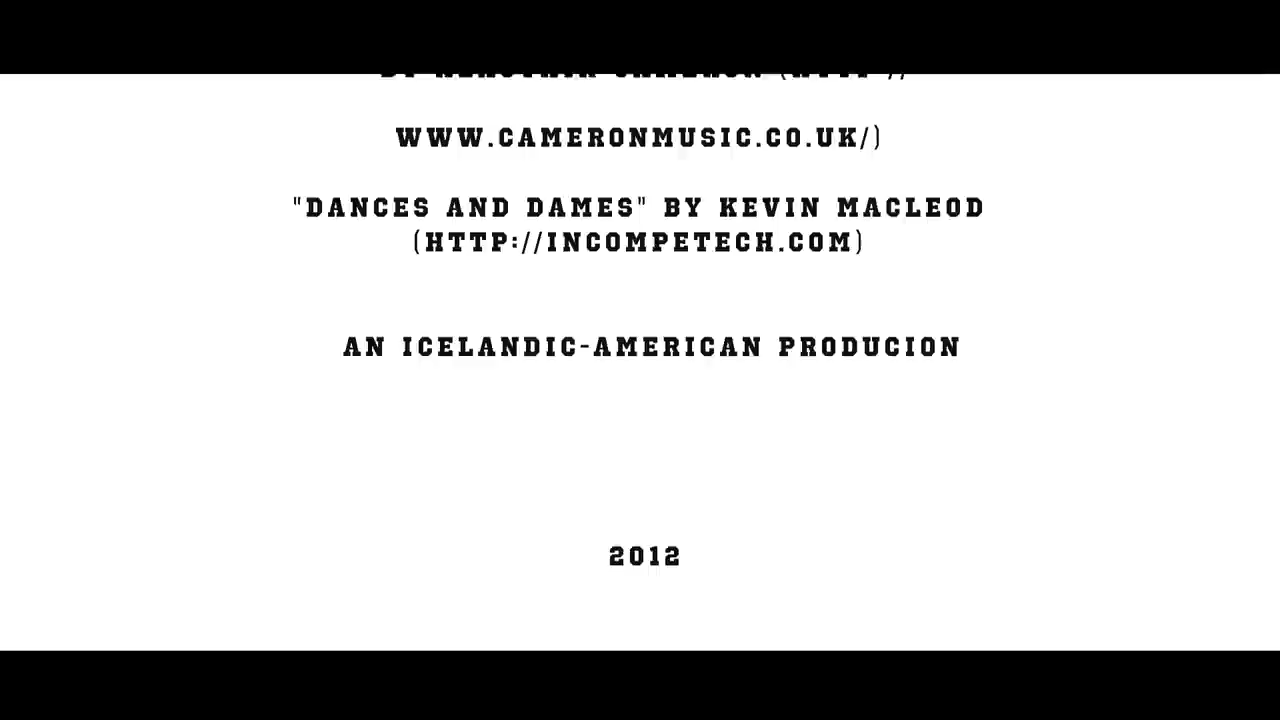 WWW.CAMERONMUSIC.CO.UK/)
"DANCES AND DAMES" BY KEVIN MACLEOD
(HTTP://INCOMPETECH.COM)
AN ICELANDIC-AMERICAN PRODUCION
2012